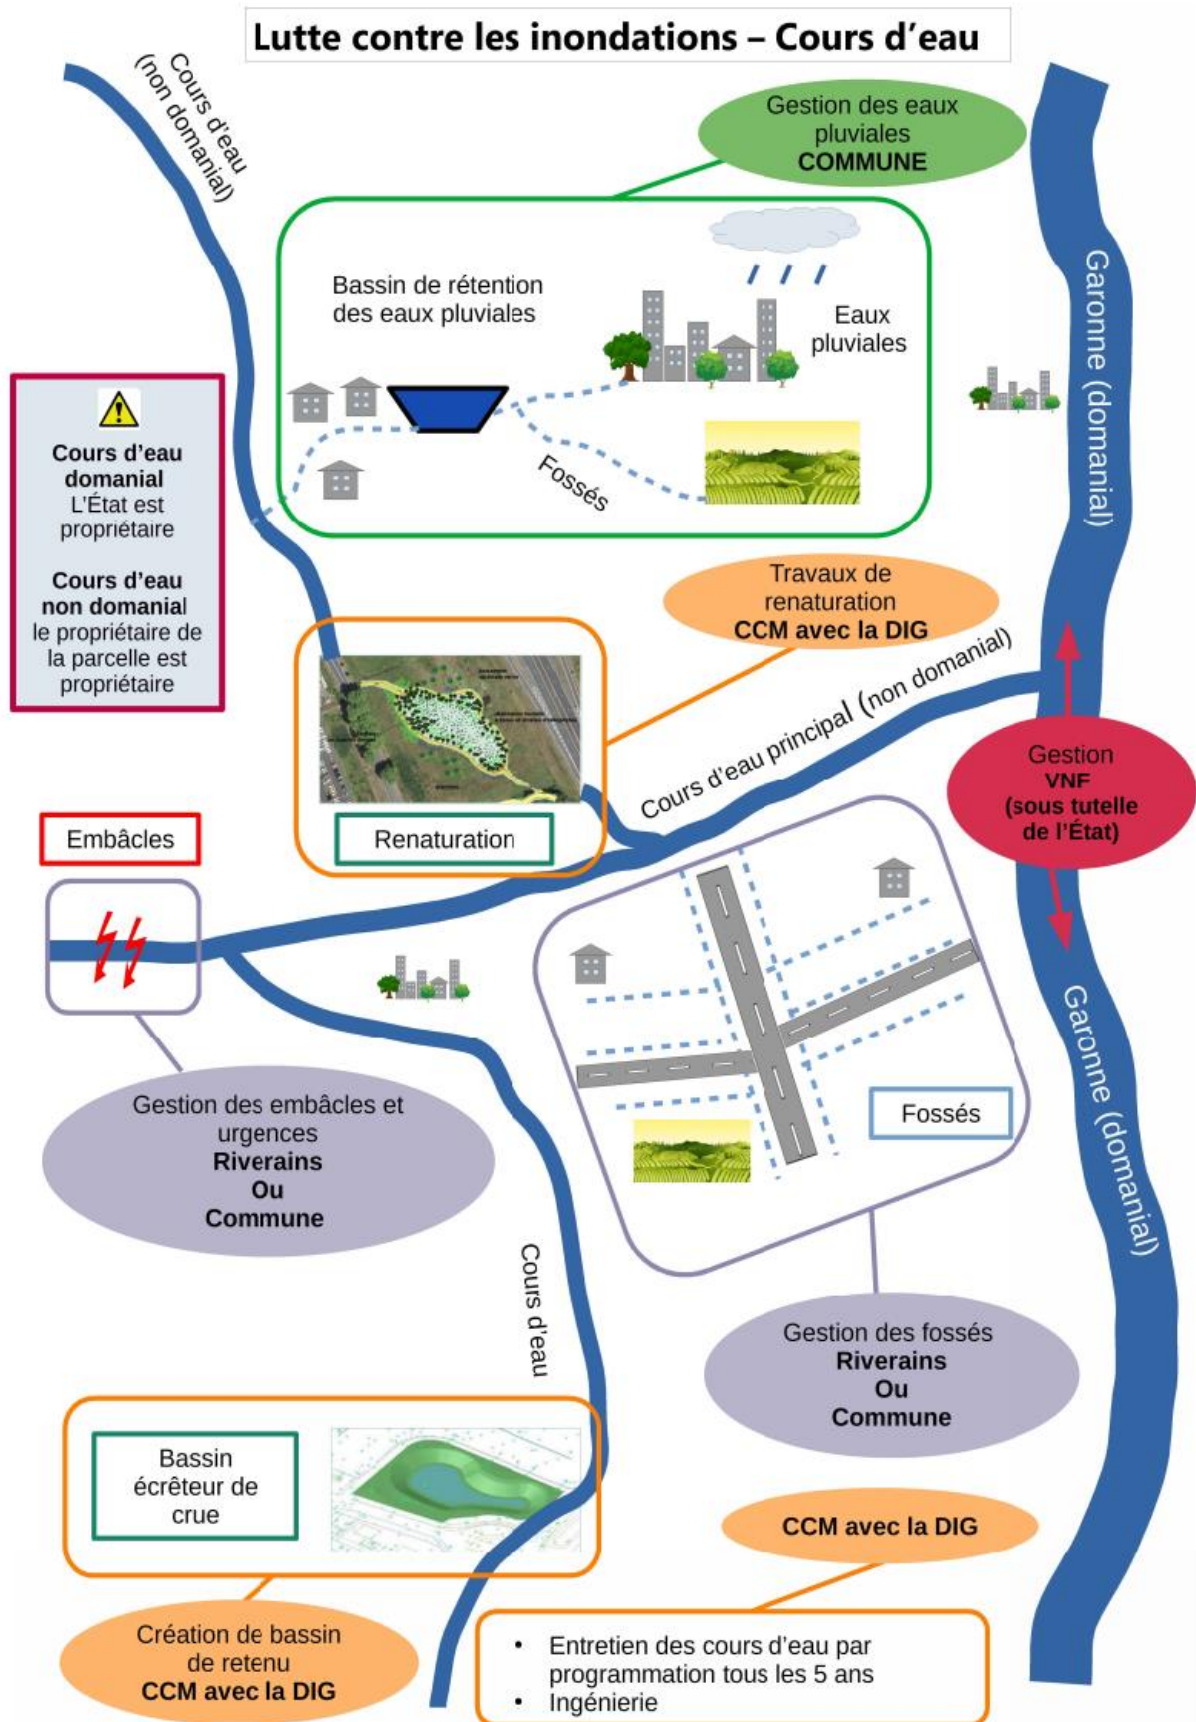 Lutte contre les inondations – Cours d'eau
Cours d'eau
(non domanial)
Gestion des eaux
pluviales
COMMUNE
Bassin de rétention
des eaux pluviales
Eaux
pluviales
Fossés
Garonne (domanial)
Cours d'eau
domanial
L'État est
propriétaire
Cours d'eau
non domanial
le propriétaire de
la parcelle est
propriétaire
Travaux de
renaturation
CCM avec la DIG
Cours d'eau principal (non domanial)
Renaturation
Gestion
VNF
(sous tutelle
de l'État)
Embâcles
Gestion des embâcles et
urgences
Riverains
Ou
Commune
Fossés
Garonne (domanial)
Cours d'eau
Gestion des fossés
Riverains
Ou
Commune
Bassin
écrêteur de
crue
CCM avec la DIG
Création de bassin
de retenu
CCM avec la DIG
• Entretien des cours d'eau par
programmation tous les 5 ans
• Ingénierie